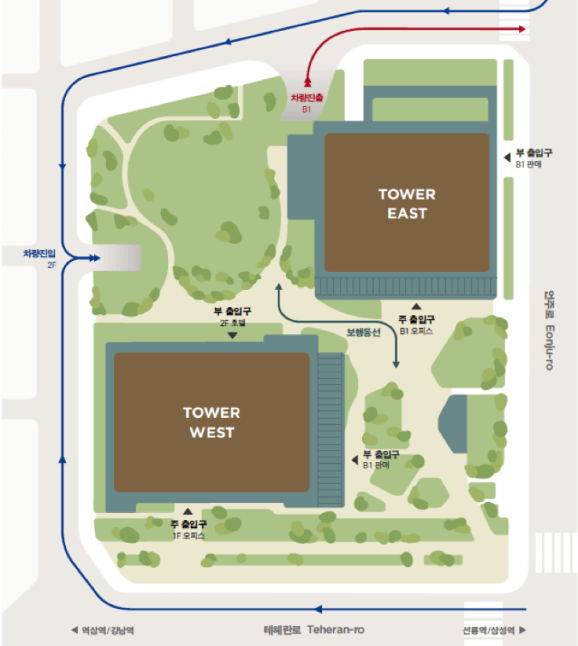 차량진출
B1
TOWER
EAST
부 출입구
B1 판매
차량진입
2F
부 출입구
2F 호텔
보행동선
주 출입구
B1 오피스
언주로 Eonju-ro
TOWER
WEST
부 출입구
B1 판매
주 출입구
1F 오피스
◀ 역삼역/강남역
테헤란로 Teheran-ro
선릉역/삼성역 ▶